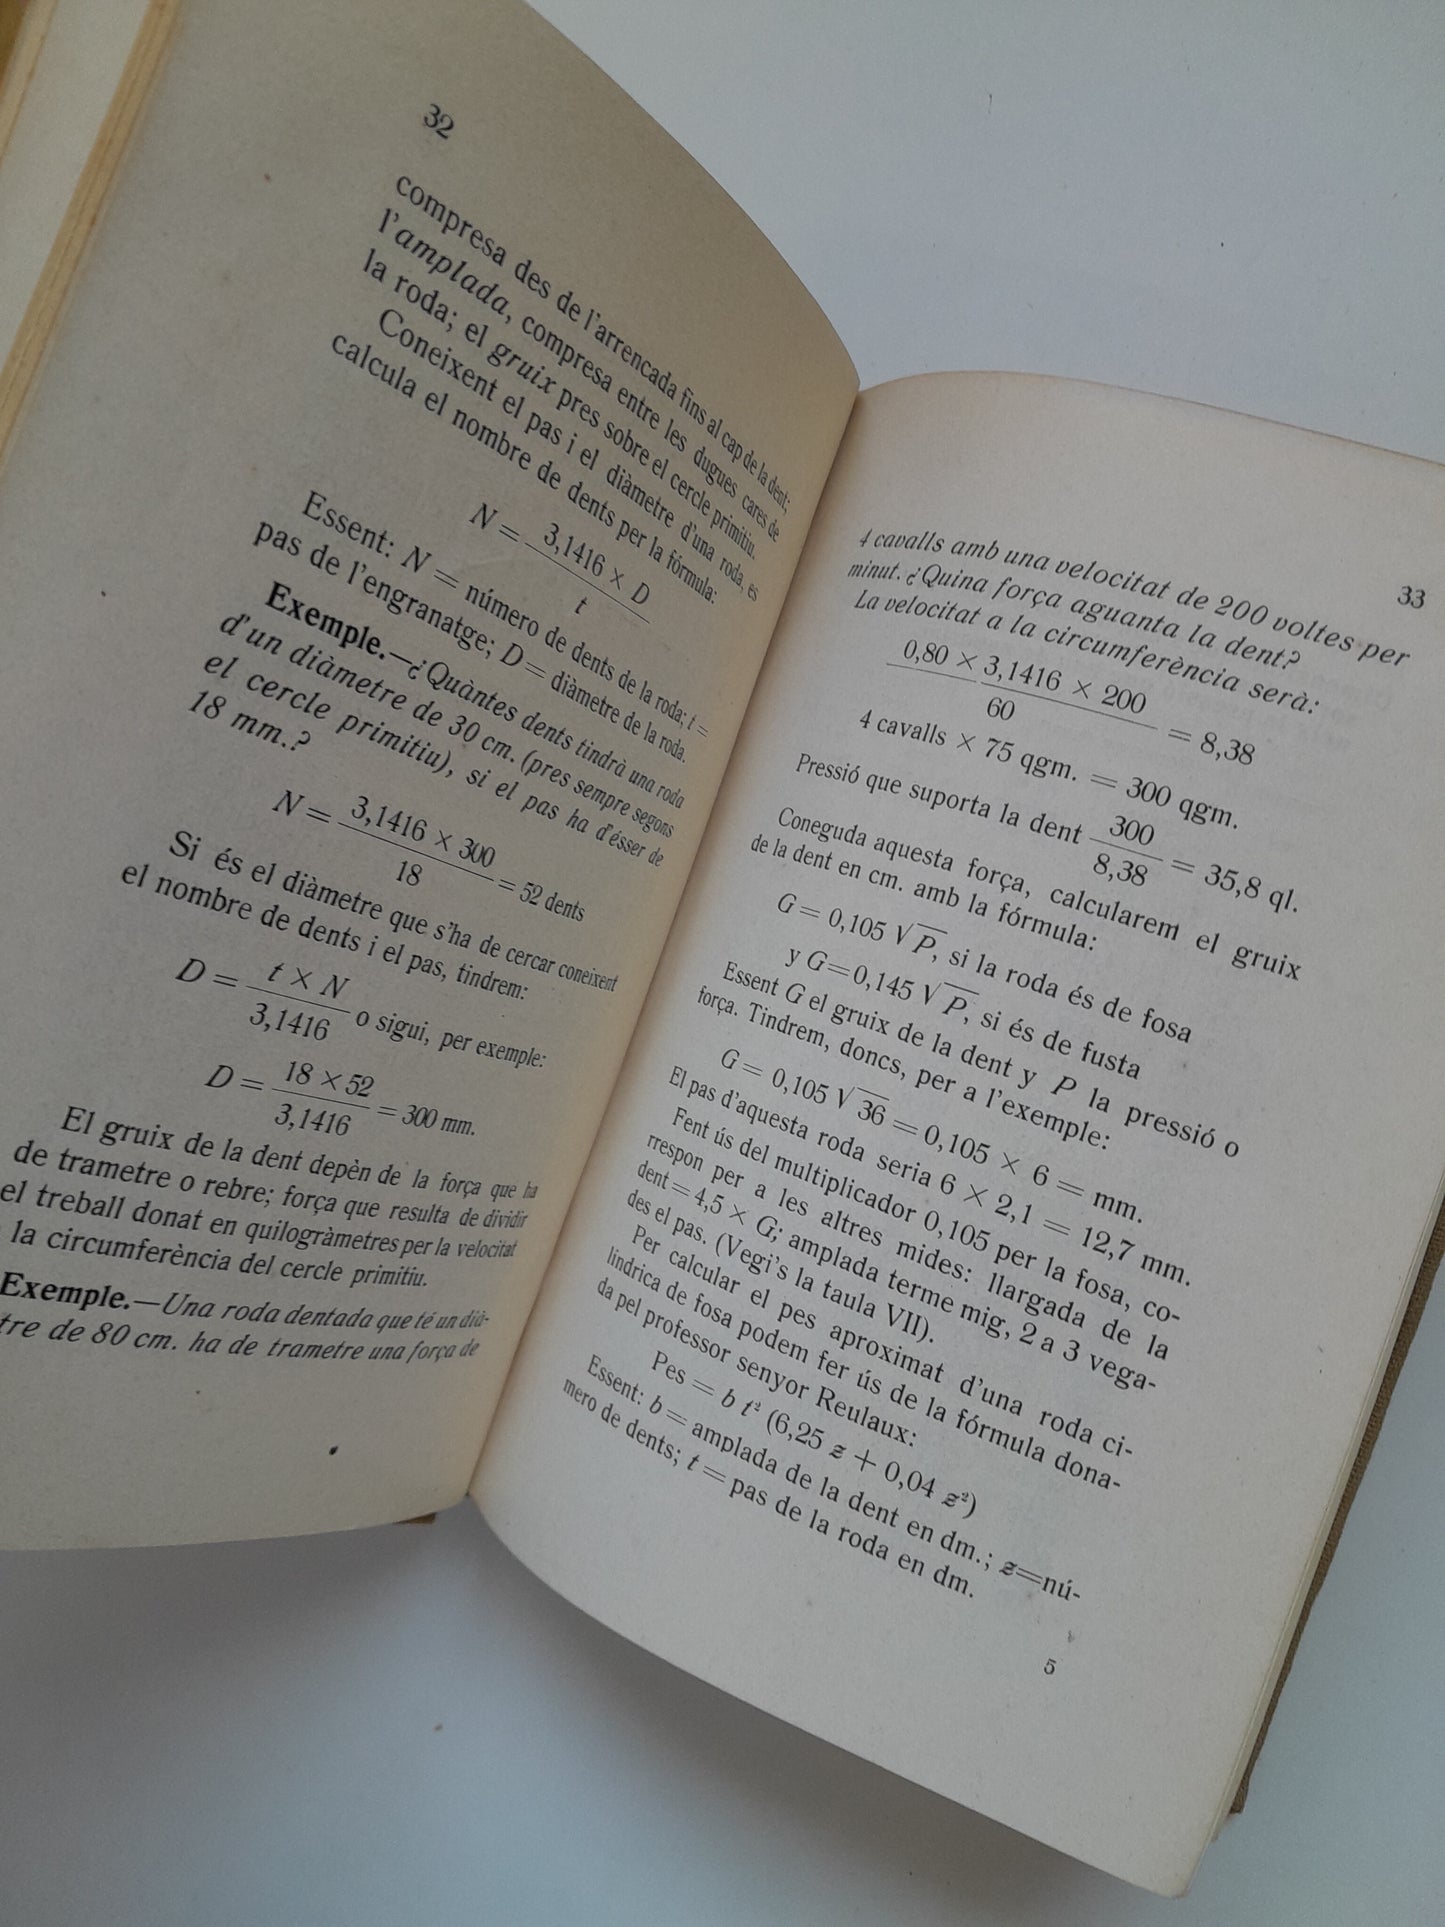 32
compresa des de l'arrencada fins al cap de la dent;
l'amplada, compresa entre les dugues cares de
la roda; el gruix pres sobre el cercle primitiu.
Coneixent el pas i el diàmetre d'una roda, es
calcula el nombre de dents per la fórmula:
N = 3,1416 × D / t
Essent: N = número de dents de la roda; t =
pas de l'engranatge; D = diàmetre de la roda.
Exemple.—¿Quàntes dents tindrà una roda
d'un diàmetre de 30 cm. (pres sempre segons
el cercle primitiu), si el pas ha d'ésser de
18 mm.?
N = 3,1416 × 300 / 18 = 52 dents
Si és el diàmetre que s'ha de cercar coneixent
el nombre de dents i el pas, tindrem:
D = t × N / 3,1416 o sigui, per exemple:
D = 18 × 52 / 3,1416 = 300 mm.
El gruix de la dent depèn de la força que ha
de trametre o rebre; força que resulta de dividir
el treball donat en quilogràmetres per la velocitat
la circumferència del cercle primitiu.
Exemple.—Una roda dentada que té un dià-
tre de 80 cm. ha de trametre una força de
33
4 cavalls amb una velocitat de 200 voltes per
minut. ¿Quina força aguanta la dent?
La velocitat a la circumferència serà:
0,80 × 3,1416 × 200 / 60 = 8,38
4 cavalls × 75 qgm. = 300 qgm.
Pressió que suporta la dent 300 / 8,38 = 35,8 ql.
Coneguda aquesta força, calcularem el gruix
de la dent en cm. amb la fórmula:
G = 0,105 √P, si la roda és de fosa
y G = 0,145 √P, si és de fusta
Essent G el gruix de la dent y P la pressió o
força. Tindrem, doncs, per a l'exemple:
G = 0,105 √36 = 0,105 × 6 = mm.
El pas d'aquesta roda seria 6 × 2,1 = 12,7 mm.
Fent ús del multiplicador 0,105 per la fosa, co-
rrespon per a les altres mides: llargada de la
dent = 4,5 × G; amplada terme mig, 2 a 3 vega-
des el pas. (Vegi's la taula VII).
Per calcular el pes aproximat d'una roda ci-
líndrica de fosa podem fer ús de la fórmula dona-
da pel professor senyor Reulaux:
Pes = b t² (6,25 z + 0,04 z²)
Essent: b = amplada de la dent en dm.; z = nú-
mero de dents; t = pas de la roda en dm.
5